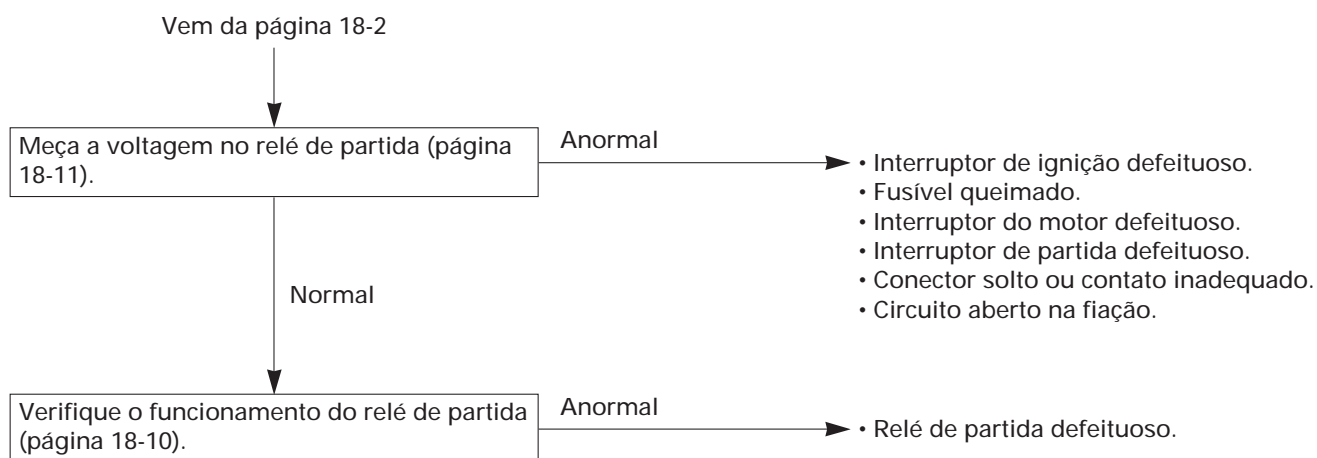 Vem da página 18-2
Meça a voltagem no relé de partida (página
18-11).
Anormal
• Interruptor de ignição defeituoso.
• Fusível queimado.
• Interruptor do motor defeituoso.
• Interruptor de partida defeituoso.
• Conector solto ou contato inadequado.
• Circuito aberto na fiação.
Normal
Verifique o funcionamento do relé de partida
(página 18-10).
Anormal
• Relé de partida defeituoso.